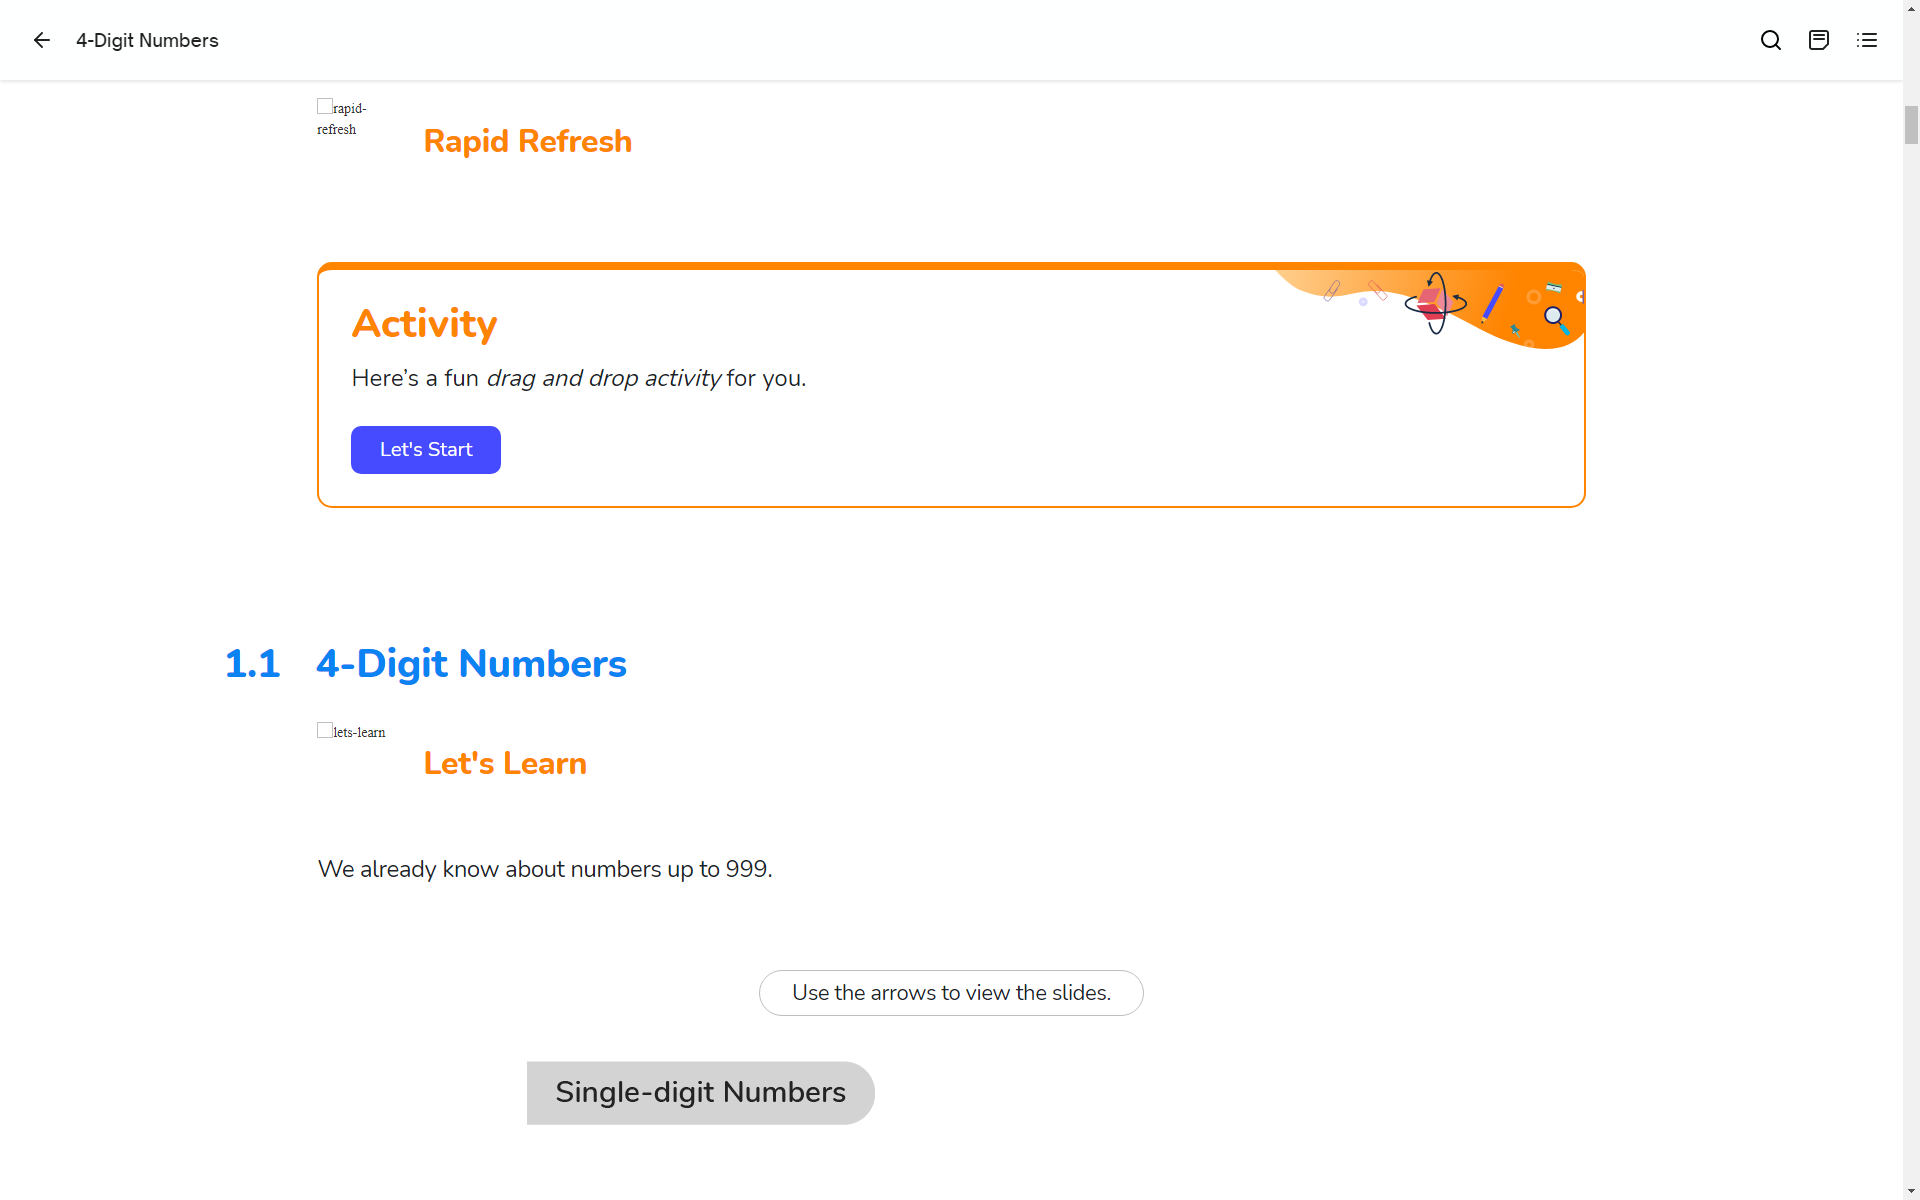 4-Digit Numbers
rapid-
refresh
Rapid Refresh
Activity
Here’s a fun drag and drop activity for you.
Let's Start
1.1 4-Digit Numbers
lets-learn
Let's Learn
We already know about numbers up to 999.
Use the arrows to view the slides.
Single-digit Numbers